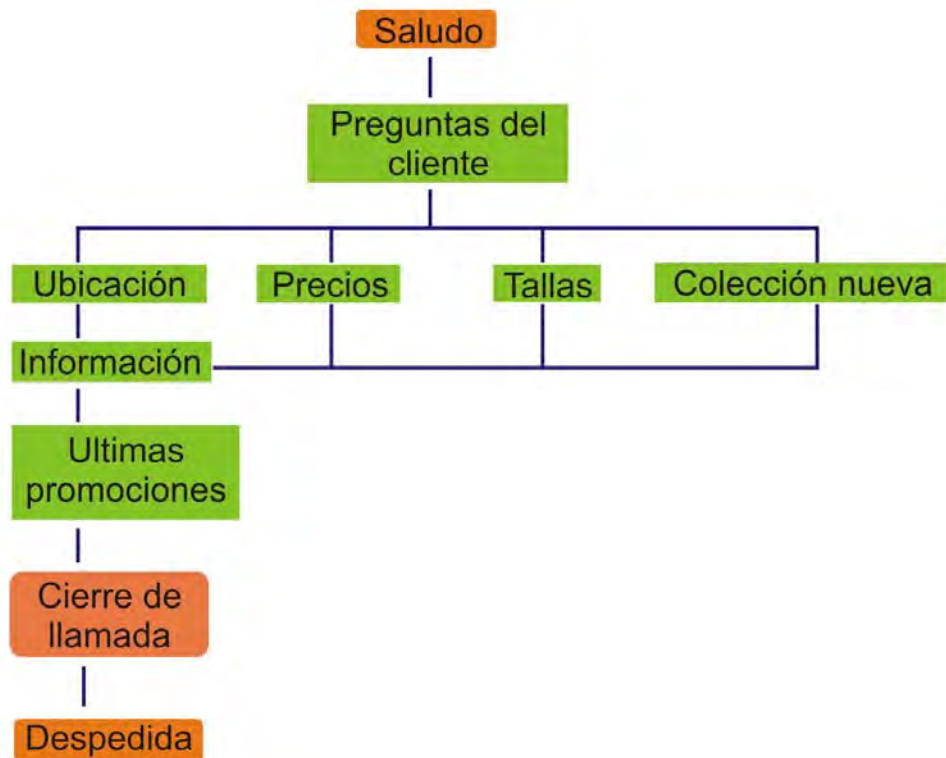 Saludo
Preguntas del
cliente
Ubicación
Precios
Tallas
Colección nueva
Información
Ultimas
promociones
Cierre de
llamada
Despedida